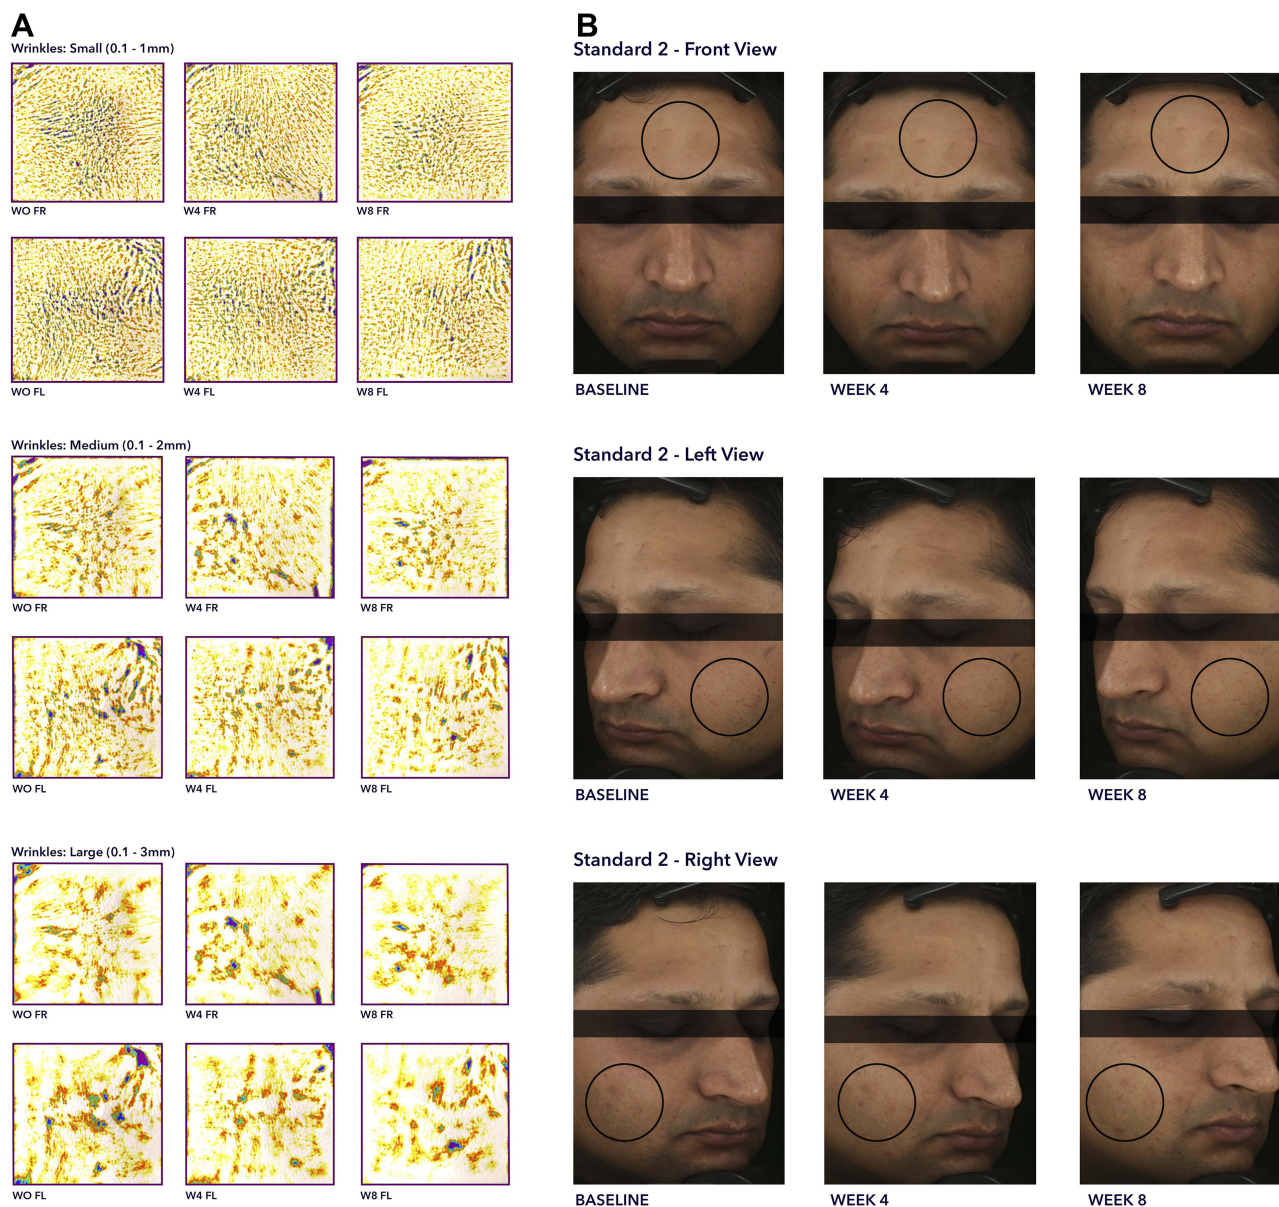 A
Wrinkles: Small (0.1 - 1mm)
WO FR
W4 FR
W8 FR
WO FL
W4 FL
W8 FL
Wrinkles: Medium (0.1 - 2mm)
WO FR
W4 FR
W8 FR
WO FL
W4 FL
W8 FL
Wrinkles: Large (0.1 - 3mm)
WO FR
W4 FR
W8 FR
WO FL
W4 FL
W8 FL
B
Standard 2 - Front View
BASELINE
WEEK 4
WEEK 8
Standard 2 - Left View
BASELINE
WEEK 4
WEEK 8
Standard 2 - Right View
BASELINE
WEEK 4
WEEK 8